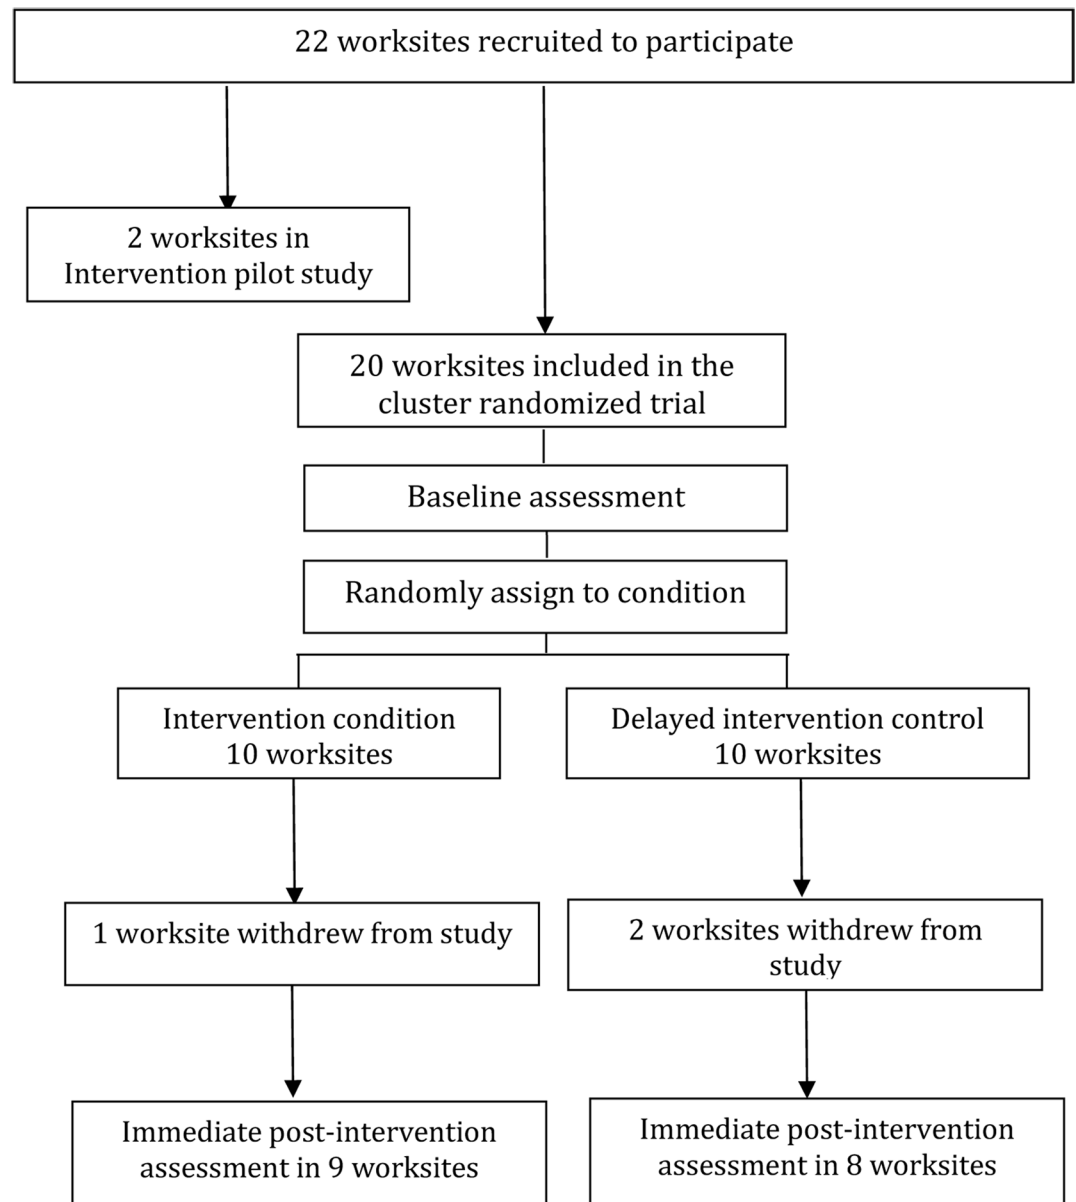 22 worksites recruited to participate
2 worksites in
Intervention pilot study
20 worksites included in the
cluster randomized trial
Baseline assessment
Randomly assign to condition
Intervention condition
10 worksites
Delayed intervention control
10 worksites
1 worksite withdrew from study
2 worksites withdrew from
study
Immediate post-intervention
assessment in 9 worksites
Immediate post-intervention
assessment in 8 worksites